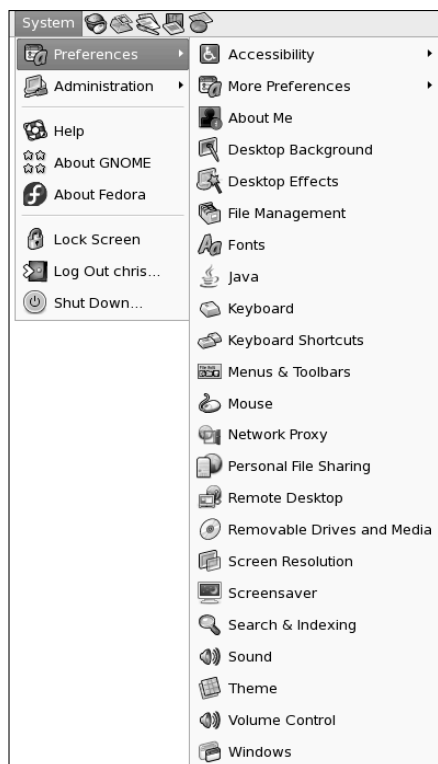 System
Preferences
Administration
Help
About GNOME
About Fedora
Lock Screen
Log Out chris...
Shut Down...
Accessibility
More Preferences
About Me
Desktop Background
Desktop Effects
File Management
Fonts
Java
Keyboard
Keyboard Shortcuts
Menus & Toolbars
Mouse
Network Proxy
Personal File Sharing
Remote Desktop
Removable Drives and Media
Screen Resolution
Screensaver
Search & Indexing
Sound
Theme
Volume Control
Windows